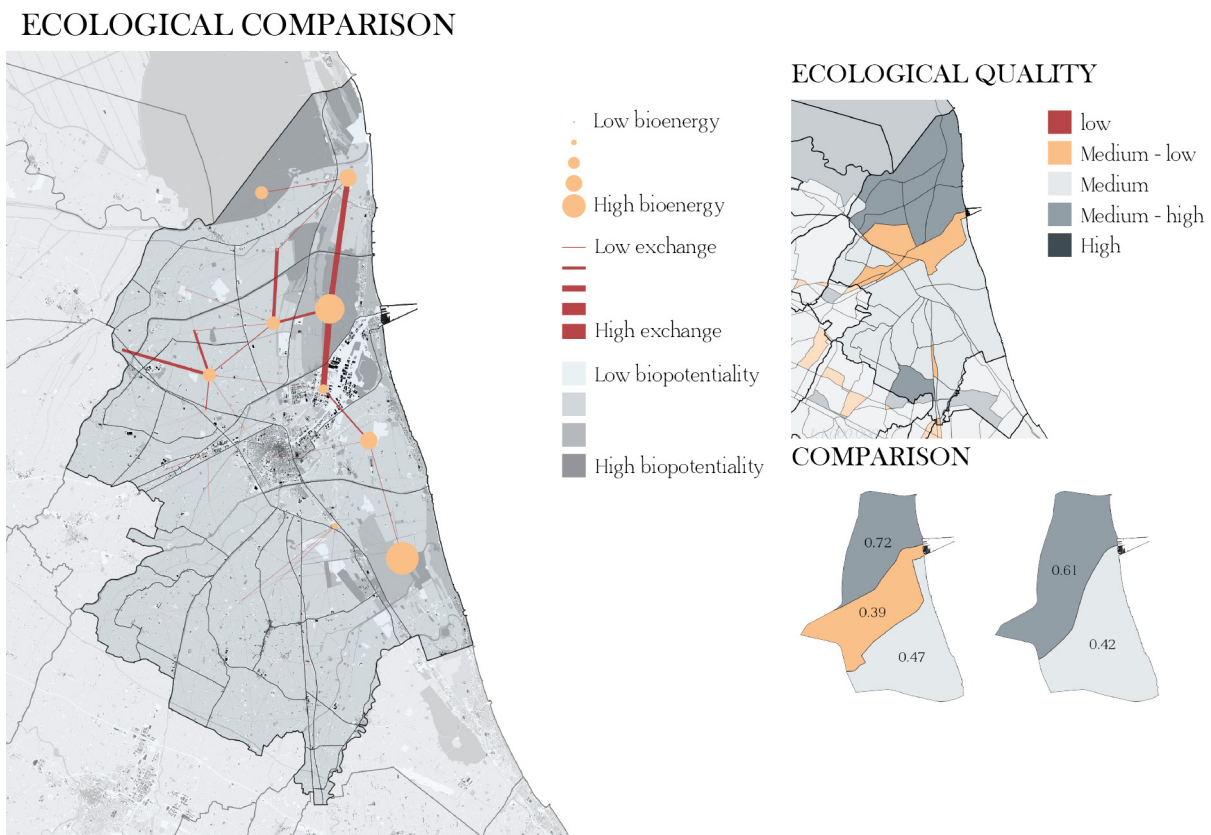 ECOLOGICAL COMPARISON
Low bioenergy
High bioenergy
Low exchange
High exchange
Low biopotentiality
High biopotentiality
ECOLOGICAL QUALITY
low
Medium - low
Medium
Medium - high
High
COMPARISON
0.72
0.39
0.47
0.61
0.42